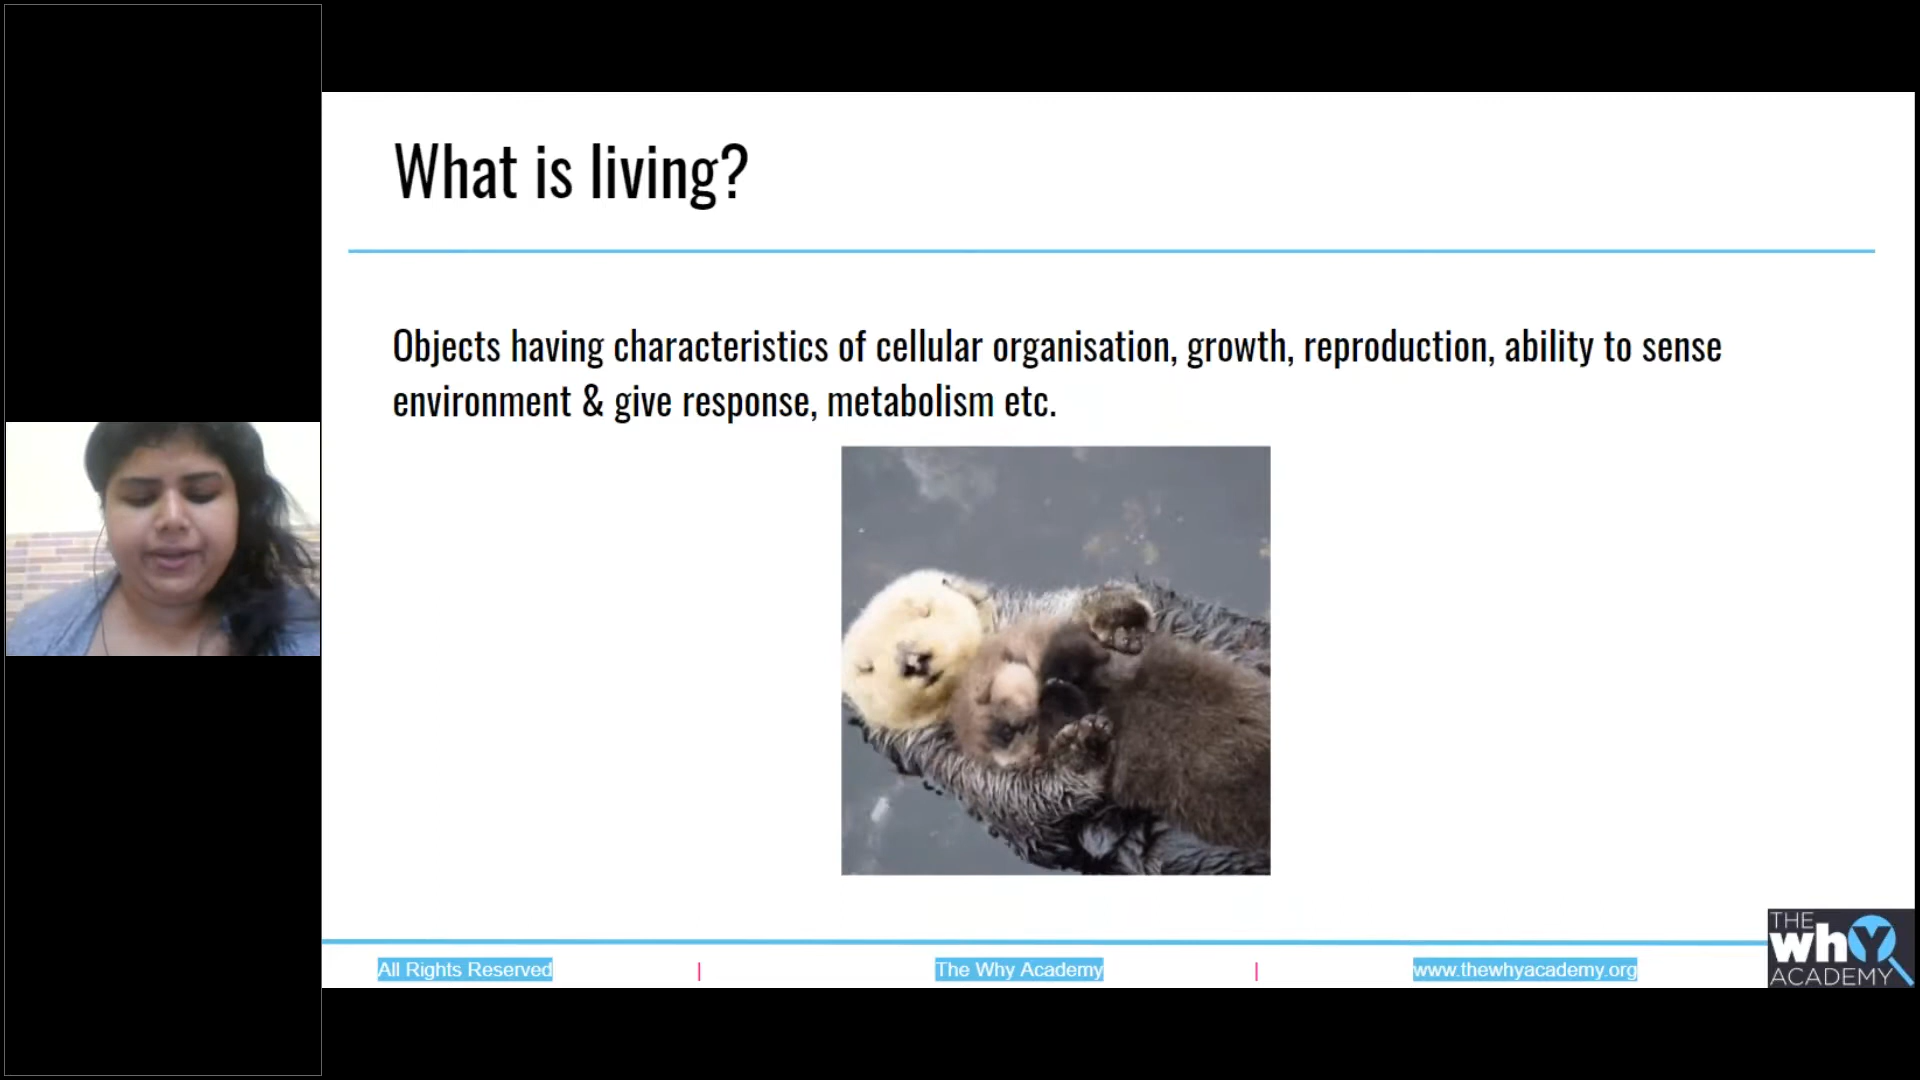 What is living?
Objects having characteristics of cellular organisation, growth, reproduction, ability to sense
environment & give response, metabolism etc.
All Rights Reserved | The Why Academy | www.thewhyacademy.org
THE
whY
ACADEMY